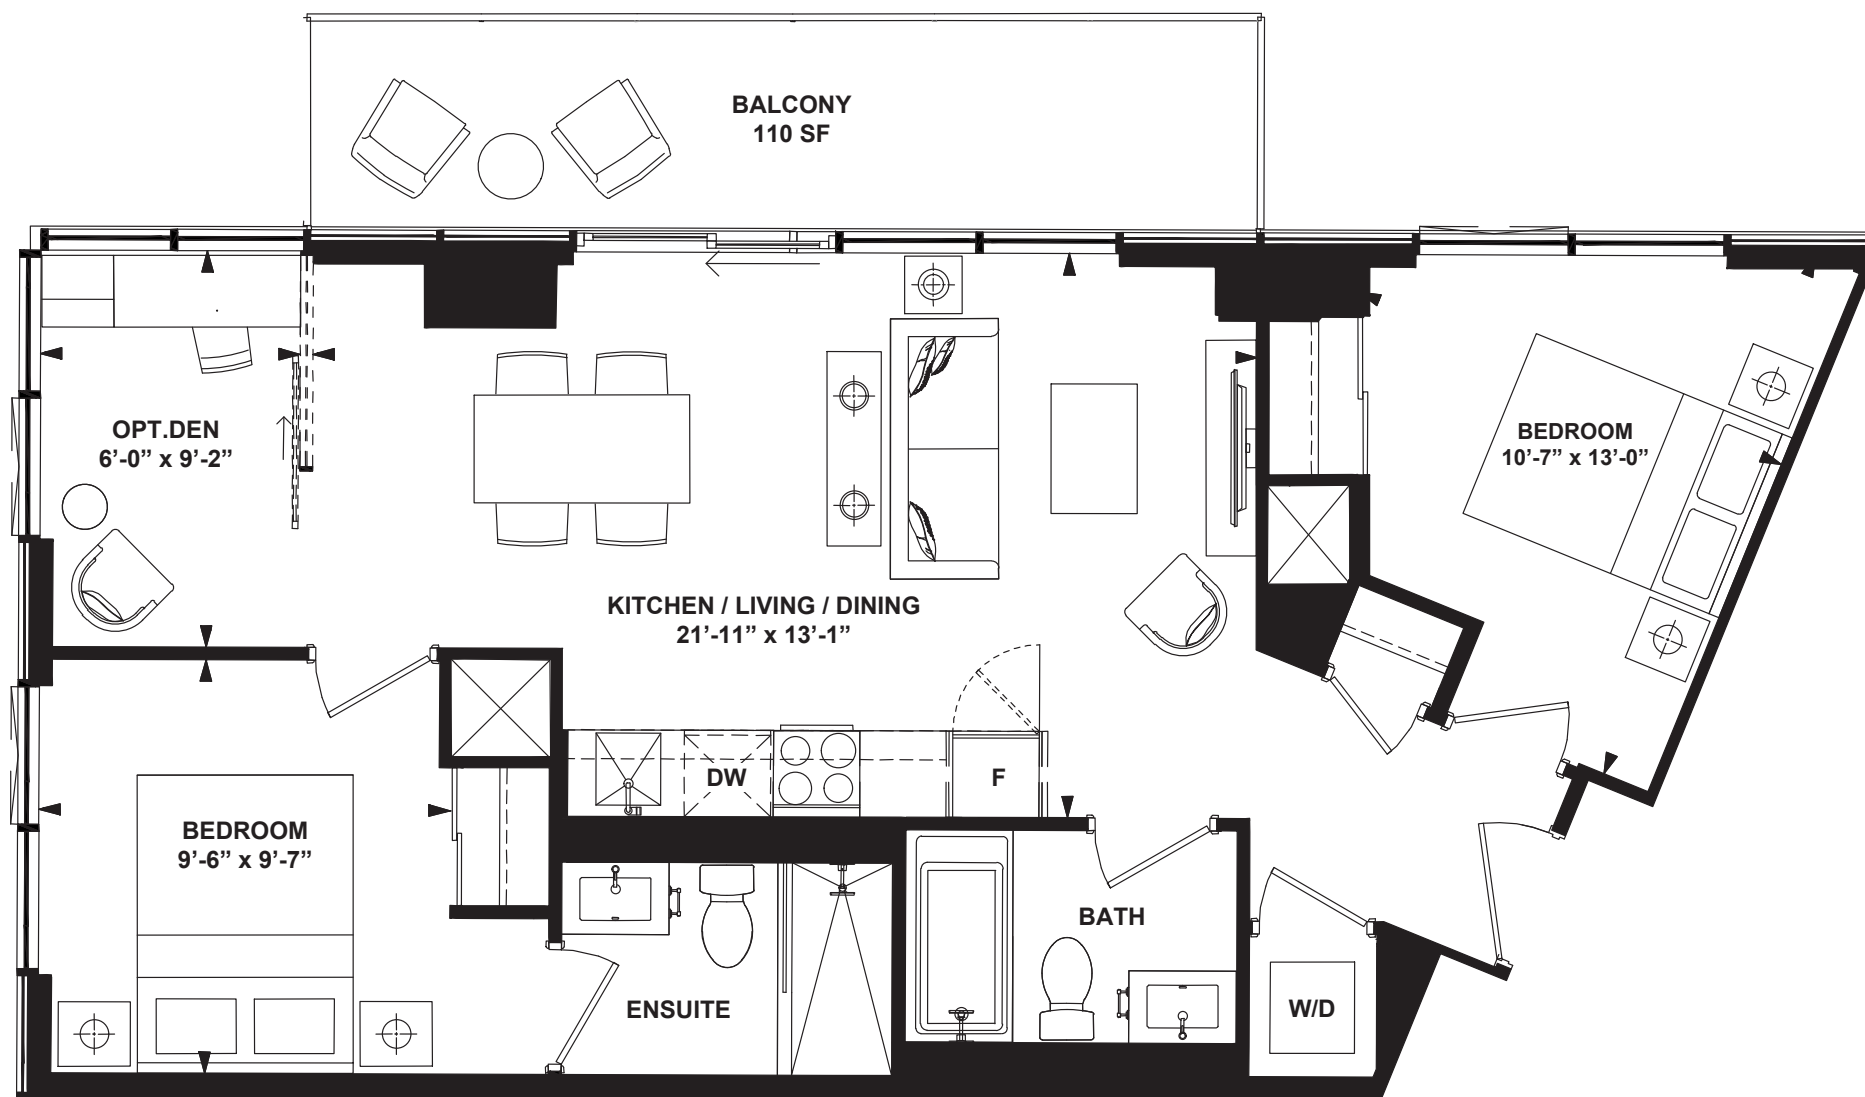 BALCONY
110 SF
OPT.DEN
6’-0” x 9’-2”
BEDROOM
10’-7” x 13’-0”
KITCHEN / LIVING / DINING
21’-11” x 13’-1”
DW
F
BEDROOM
9’-6” x 9’-7”
BATH
ENSUITE
W/D